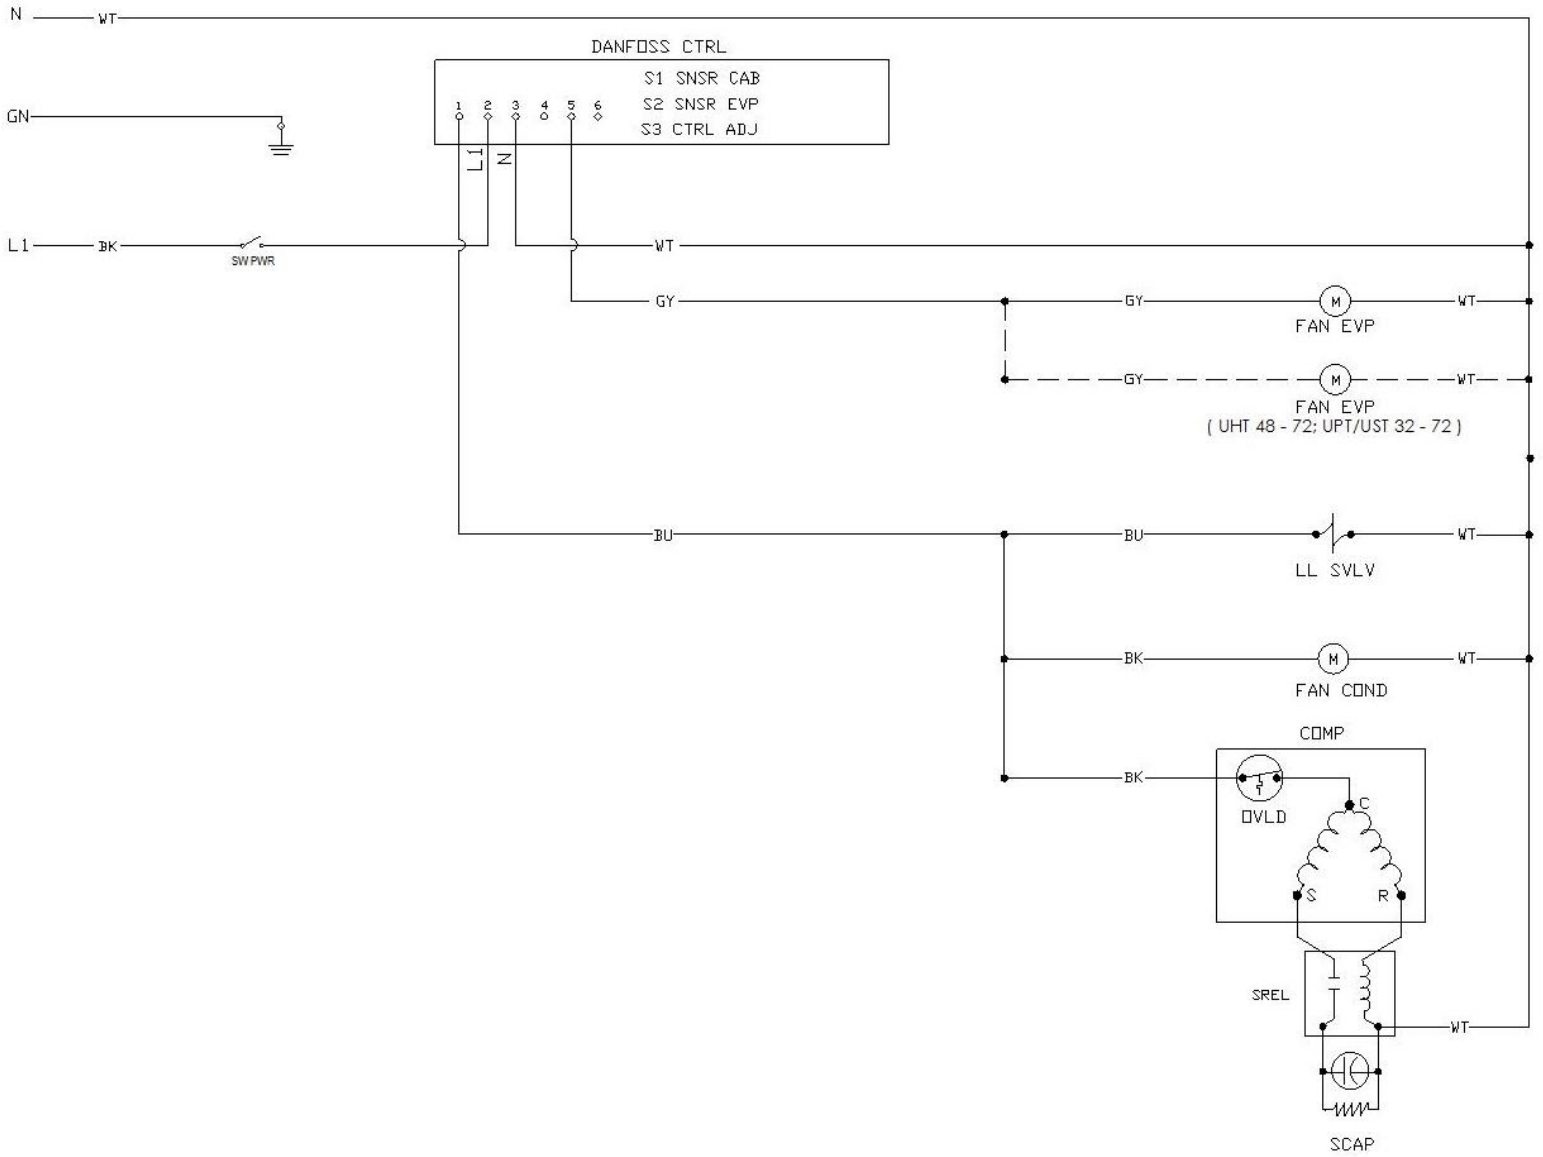 N WT
DANFOSS CTRL
S1 SNSR CAB
1 2 3 4 5 6
S2 SNSR EVP
S3 CTRL ADJ
GN
L1 N
L1 BK WT
SW PWR
GY GY M WT
FAN EVP
GY M WT
FAN EVP
( UHT 48 - 72; UPT/UST 32 - 72 )
BU BU WT
LL SVLV
BK M WT
FAN COND
COMP
BK
C
OVLD
S R
SREL
WT
SCAP